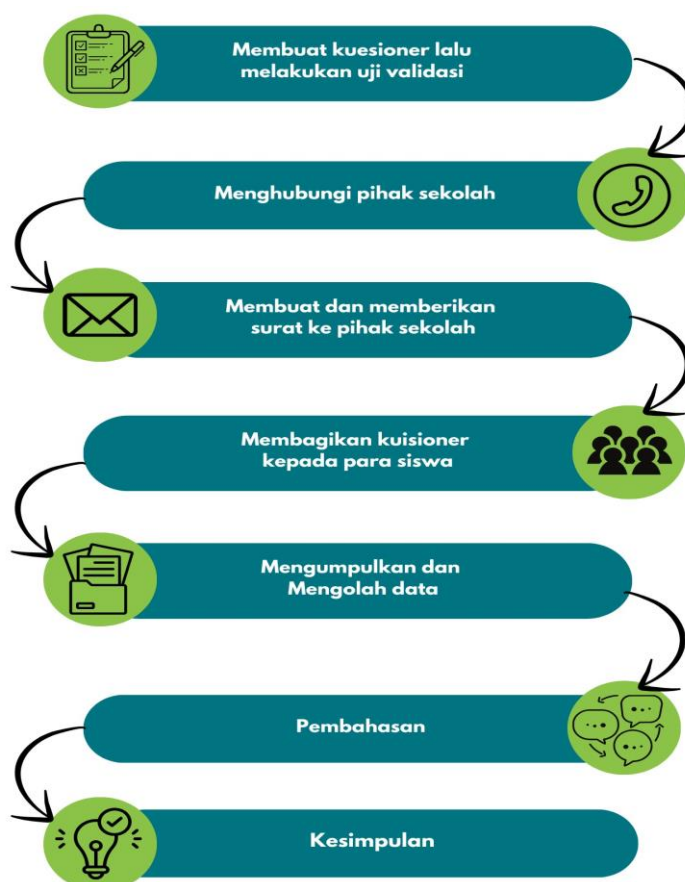 Membuat kuesioner lalu
melakukan uji validasi
Menghubungi pihak sekolah
Membuat dan memberikan
surat ke pihak sekolah
Membagikan kuisioner
kepada para siswa
Mengumpulkan dan
Mengolah data
Pembahasan
Kesimpulan